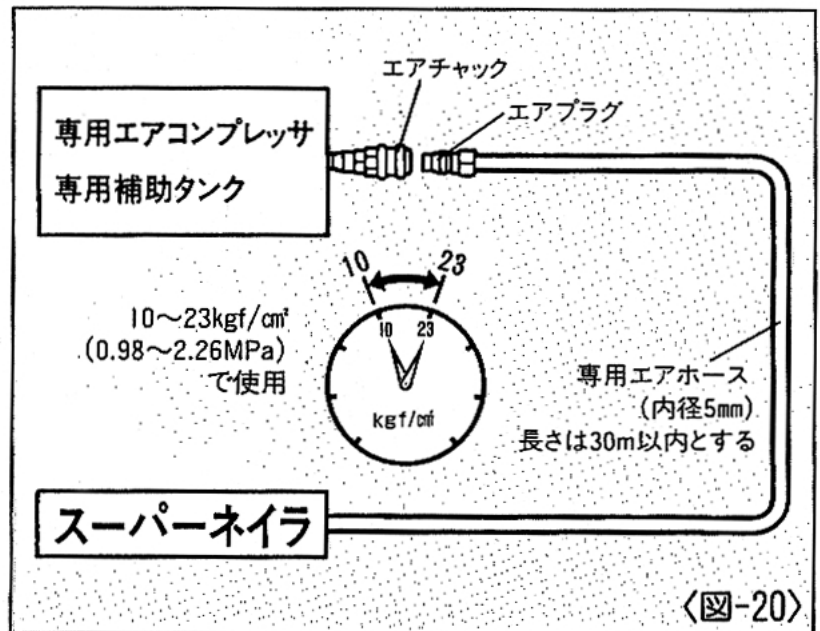 エアチャック
エアプラグ
専用エアコンプレッサ
専用補助タンク
10 23
10 23
kgf/cm²
10～23kgf/cm²
(0.98～2.26MPa)
で使用
専用エアホース
(内径5mm)
長さは30m以内とする
スーパーネイラ
〈図-20〉